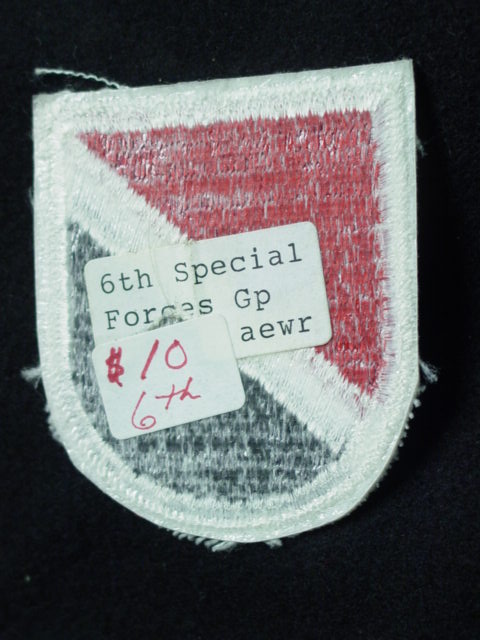 6th Special
Forces Gp
aewr
$10
6th